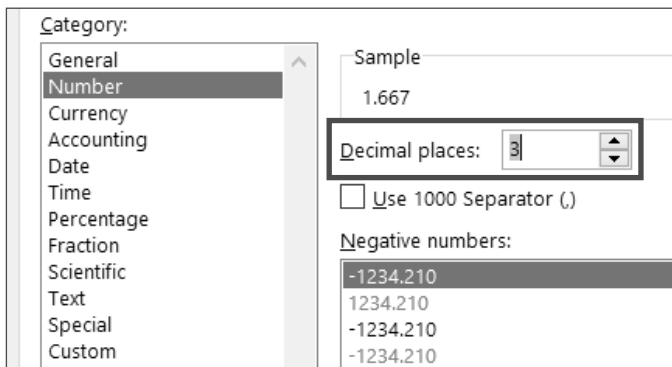 Category:
General
Number
Currency
Accounting
Date
Time
Percentage
Fraction
Scientific
Text
Special
Custom
Sample
1.667
Decimal places: 3
Use 1000 Separator (,)
Negative numbers:
-1234.210
1234.210
-1234.210
-1234.210